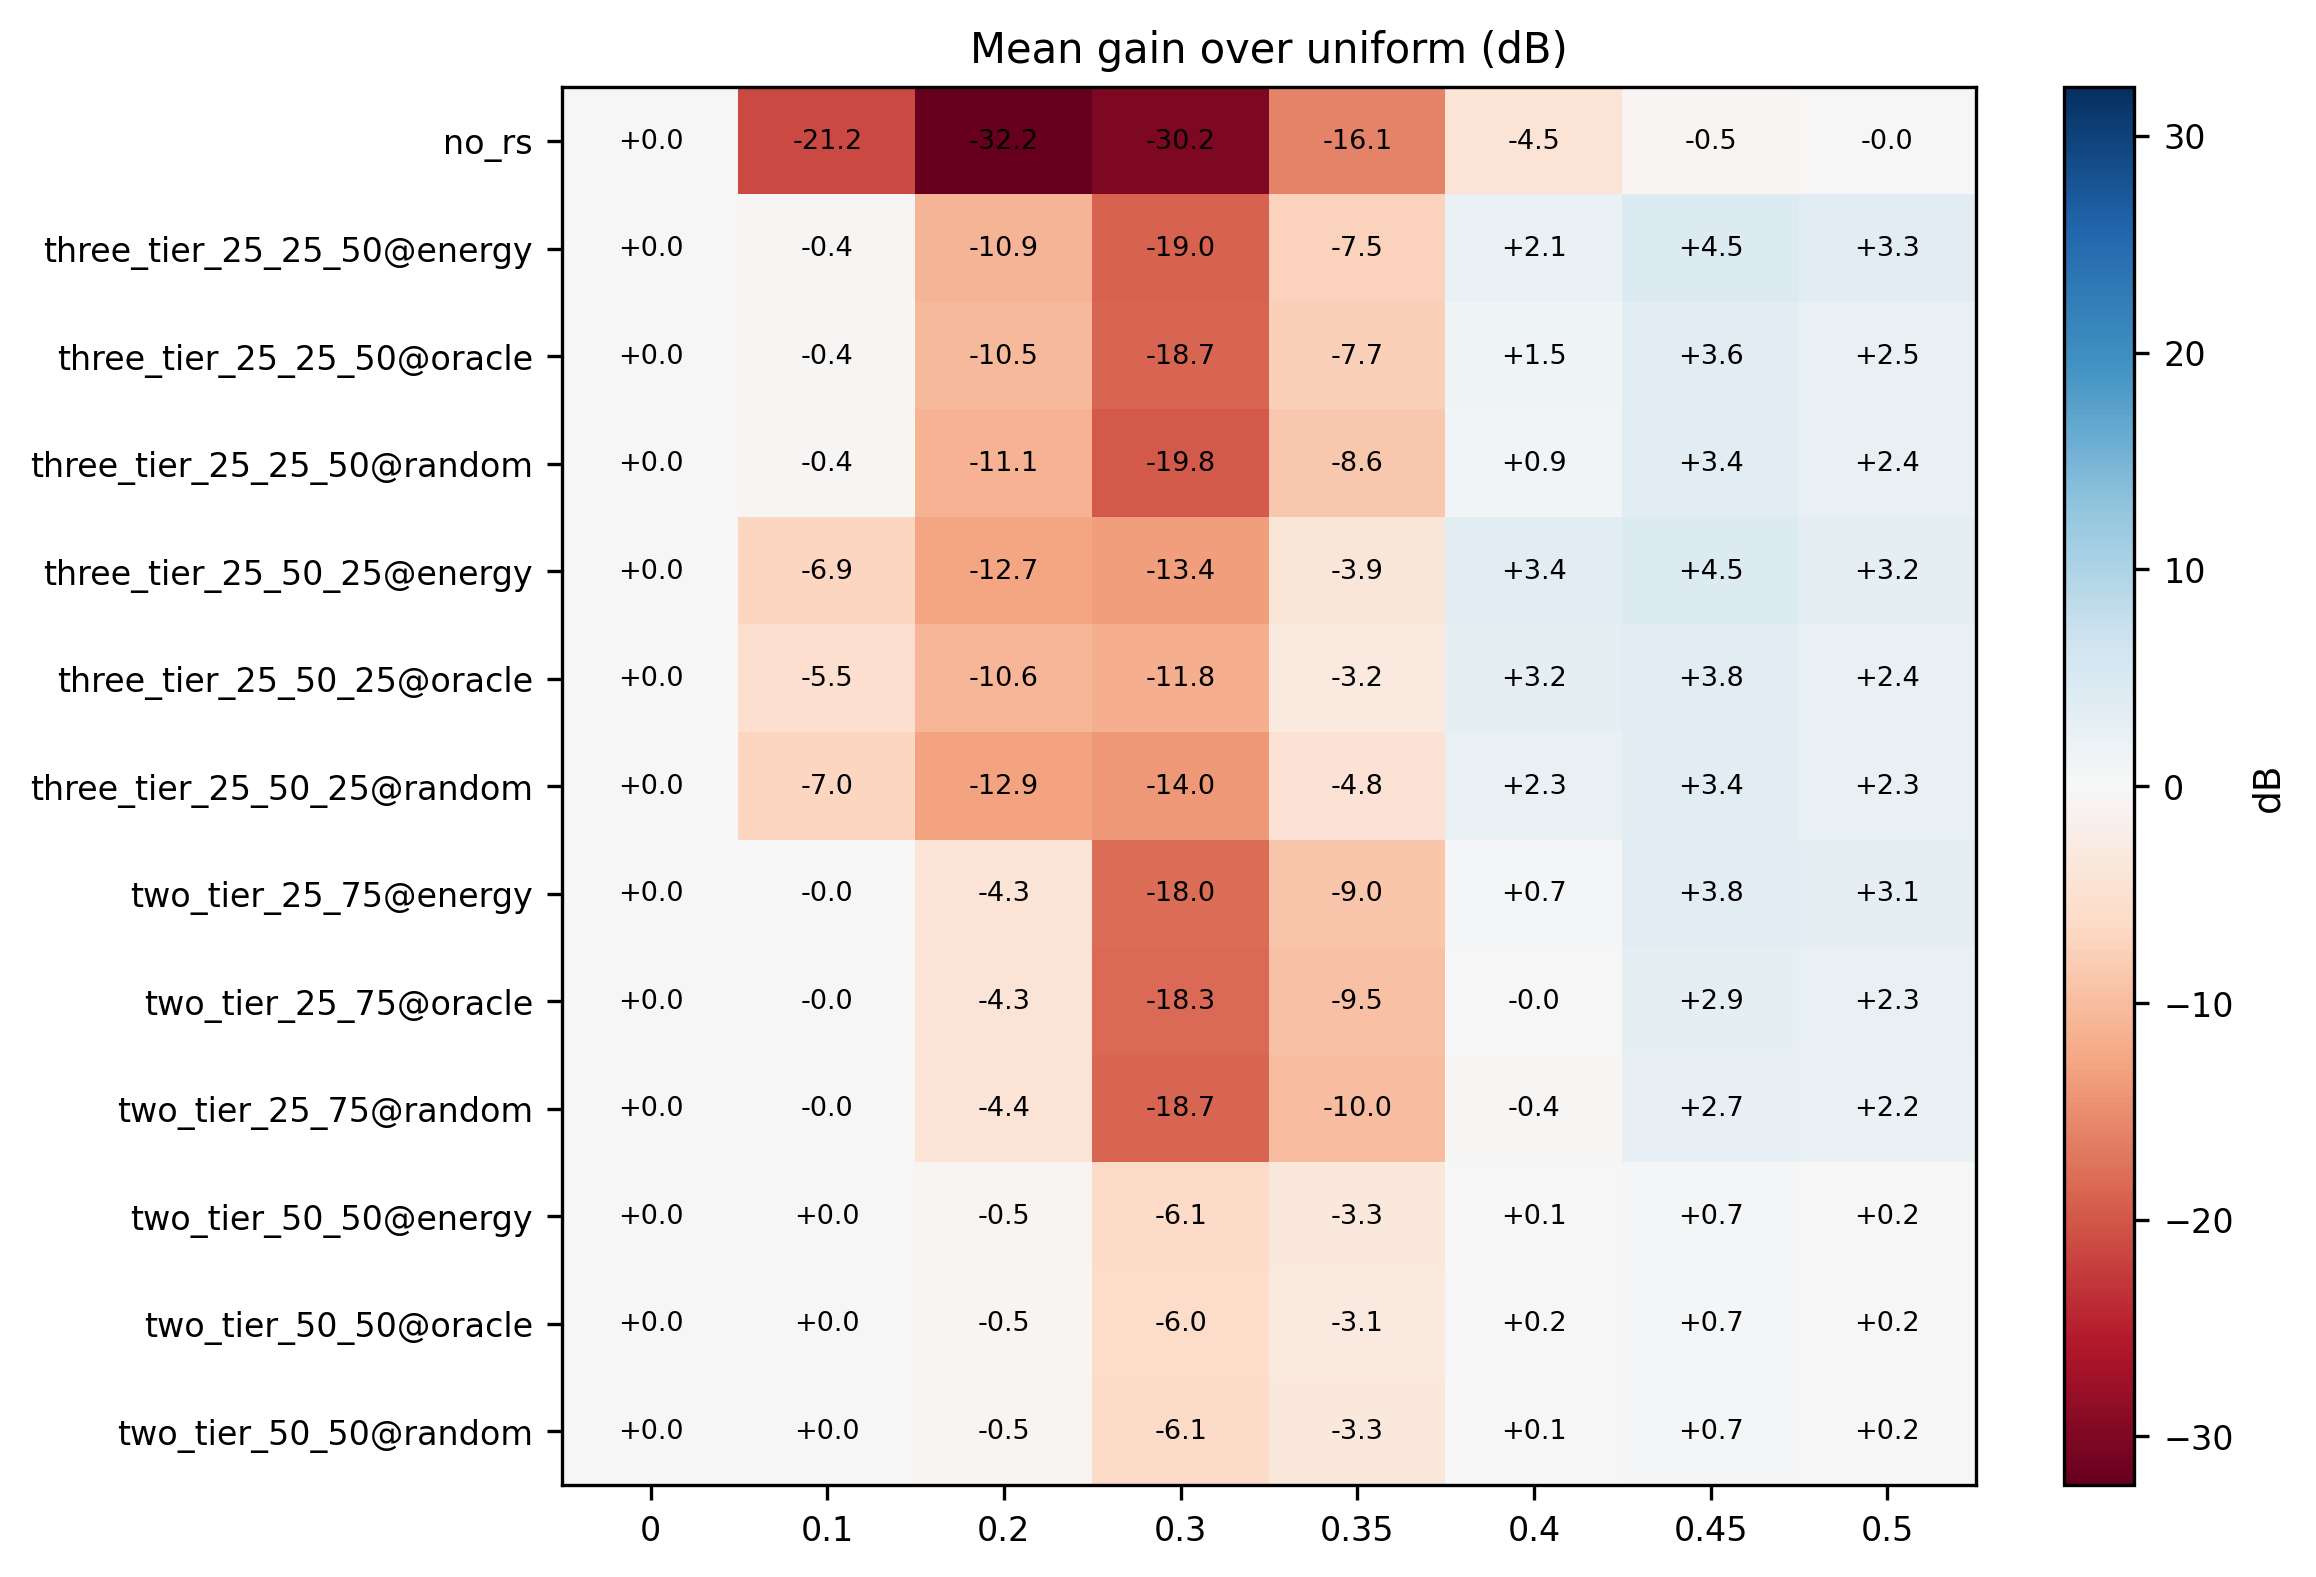 Mean gain over uniform (dB)
no_rs +0.0 -21.2 -32.2 -30.2 -16.1 -4.5 -0.5 -0.0
three_tier_25_25_50@energy +0.0 -0.4 -10.9 -19.0 -7.5 +2.1 +4.5 +3.3
three_tier_25_25_50@oracle +0.0 -0.4 -10.5 -18.7 -7.7 +1.5 +3.6 +2.5
three_tier_25_25_50@random +0.0 -0.4 -11.1 -19.8 -8.6 +0.9 +3.4 +2.4
three_tier_25_50_25@energy +0.0 -6.9 -12.7 -13.4 -3.9 +3.4 +4.5 +3.2
three_tier_25_50_25@oracle +0.0 -5.5 -10.6 -11.8 -3.2 +3.2 +3.8 +2.4
three_tier_25_50_25@random +0.0 -7.0 -12.9 -14.0 -4.8 +2.3 +3.4 +2.3
two_tier_25_75@energy +0.0 -0.0 -4.3 -18.0 -9.0 +0.7 +3.8 +3.1
two_tier_25_75@oracle +0.0 -0.0 -4.3 -18.3 -9.5 -0.0 +2.9 +2.3
two_tier_25_75@random +0.0 -0.0 -4.4 -18.7 -10.0 -0.4 +2.7 +2.2
two_tier_50_50@energy +0.0 +0.0 -0.5 -6.1 -3.3 +0.1 +0.7 +0.2
two_tier_50_50@oracle +0.0 +0.0 -0.5 -6.0 -3.1 +0.2 +0.7 +0.2
two_tier_50_50@random +0.0 +0.0 -0.5 -6.1 -3.3 +0.1 +0.7 +0.2
0 0.1 0.2 0.3 0.35 0.4 0.45 0.5
30
20
10
0
−10
−20
−30
dB